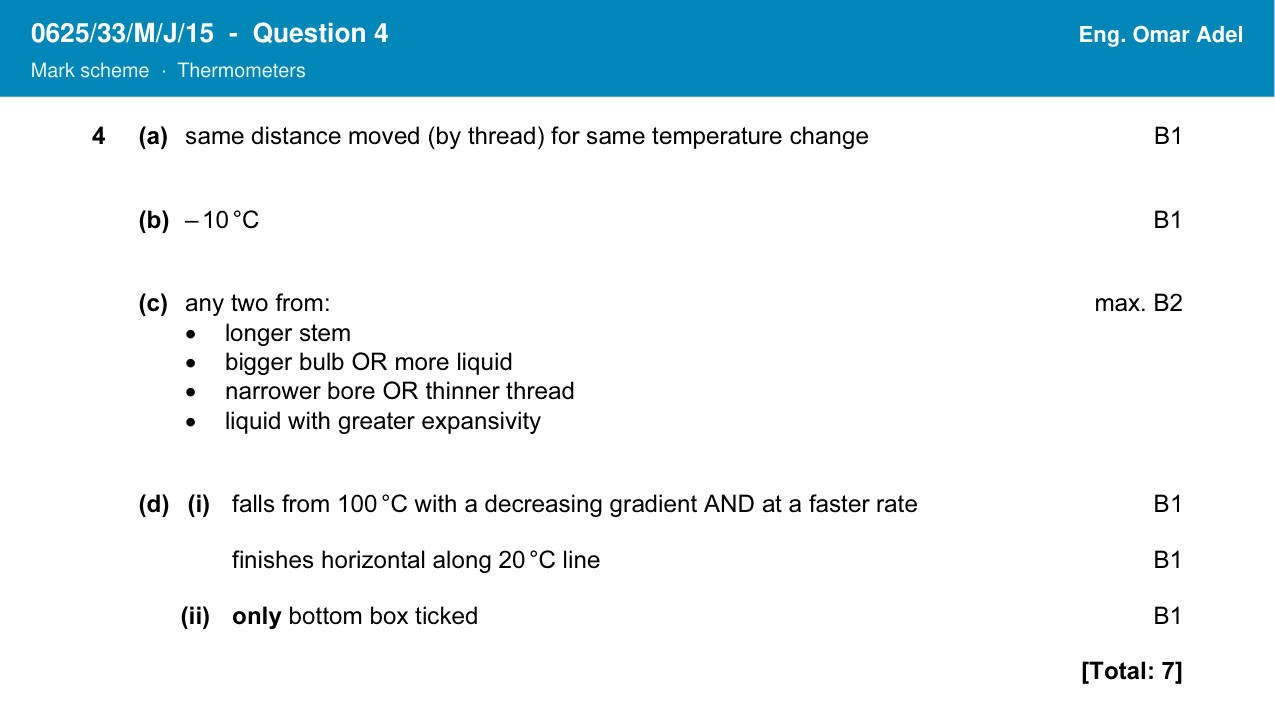 0625/33/M/J/15 - Question 4 Eng. Omar Adel
Mark scheme · Thermometers
4 (a) same distance moved (by thread) for same temperature change B1
(b) – 10 °C B1
(c) any two from: max. B2
• longer stem
• bigger bulb OR more liquid
• narrower bore OR thinner thread
• liquid with greater expansivity
(d) (i) falls from 100 °C with a decreasing gradient AND at a faster rate B1
finishes horizontal along 20 °C line B1
(ii) only bottom box ticked B1
[Total: 7]